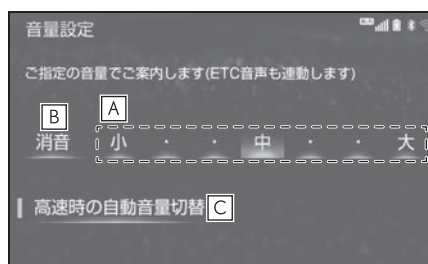 音量設定
ご指定の音量でご案内します(ETC音声も連動します)
B A
消音 小 ・ ・ 中 ・ ・ 大
高速時の自動音量切替 C